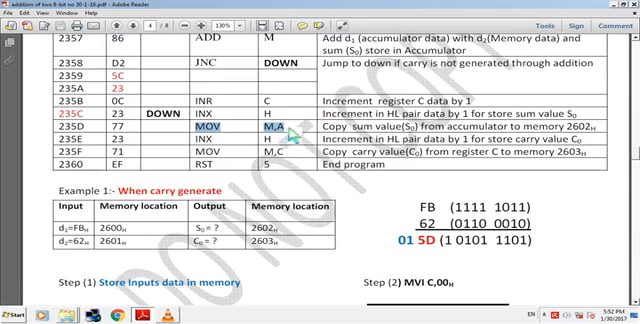 addition of two 8-bit no 30-1-16.pdf - Adobe Reader
4 / 8 130% Tools Sign Comment
2357 86 ADD M Add d1 (accumulator data) with d2(Memory data) and
sum (S0) store in Accumulator
2358 D2 JNC DOWN Jump to down if carry is not generated through addition
2359 5C
235A 23
235B 0C INR C Increment register C data by 1
235C 23 DOWN INX H Increment in HL pair data by 1 for store sum value S0
235D 77 MOV M,A Copy sum value(S0) from accumulator to memory 2602H
235E 23 INX H Increment in HL pair data by 1 for store carry value C0
235F 71 MOV M,C Copy carry value(C0) from register C to memory 2603H
2360 EF RST 5 End program
Example 1:- When carry generate
Input Memory location Output Memory location
d1=FBH 2600H S0 = ? 2602H
d2=62H 2601H C0 = ? 2603H
FB (1111 1011)
62 (0110 0010)
01 5D (1 0101 1101)
Step (1) Store Inputs data in memory
Step (2) MVI C,00H
DO NOT COPY
EN
5:52 PM
1/30/2017